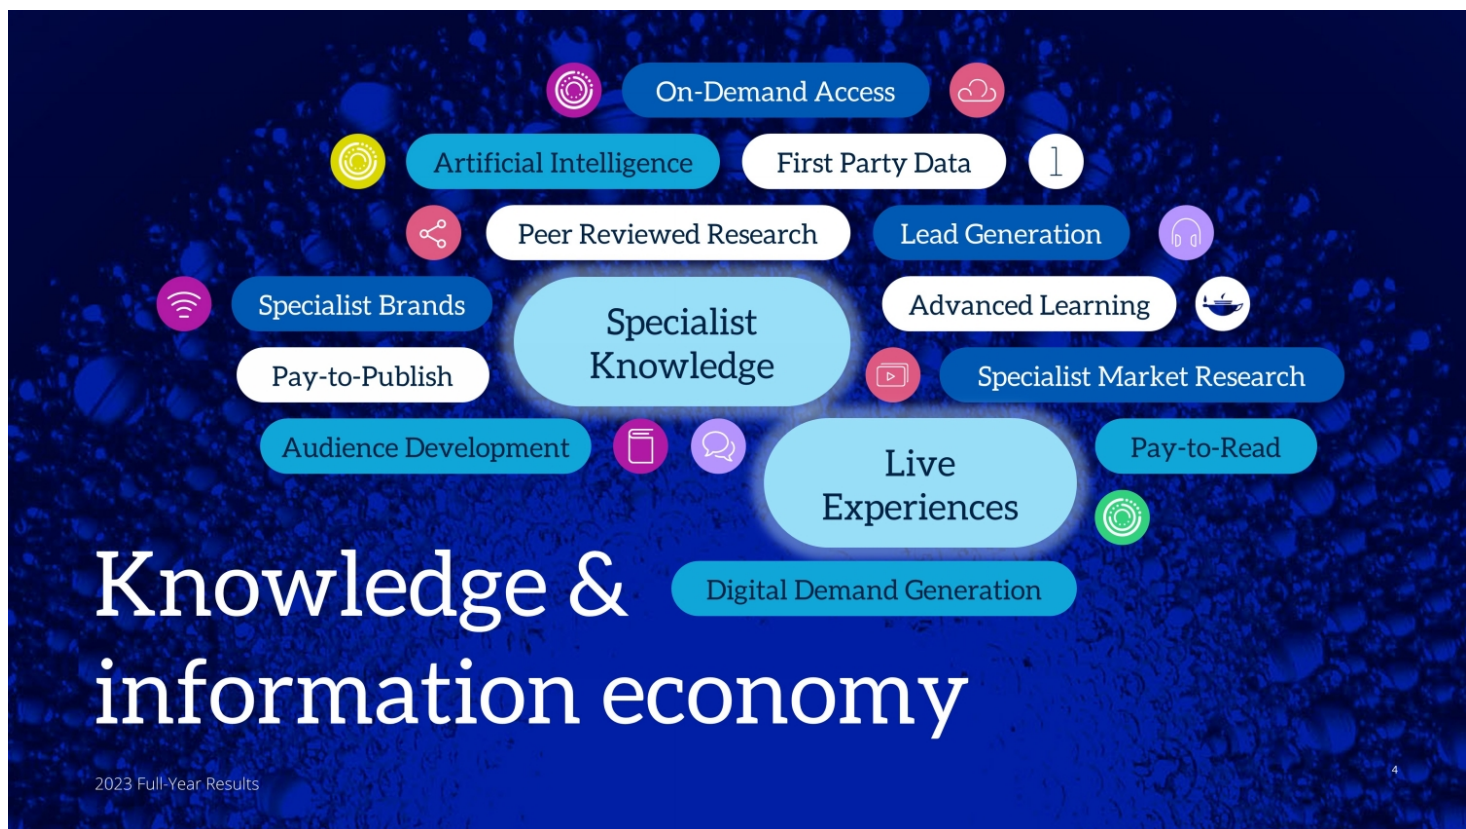 On-Demand Access
Artificial Intelligence
First Party Data
1
Peer Reviewed Research
Lead Generation
Specialist Brands
Specialist
Knowledge
Advanced Learning
Pay-to-Publish
Specialist Market Research
Audience Development
Live
Experiences
Pay-to-Read
Digital Demand Generation
Knowledge &
information economy
2023 Full-Year Results
4